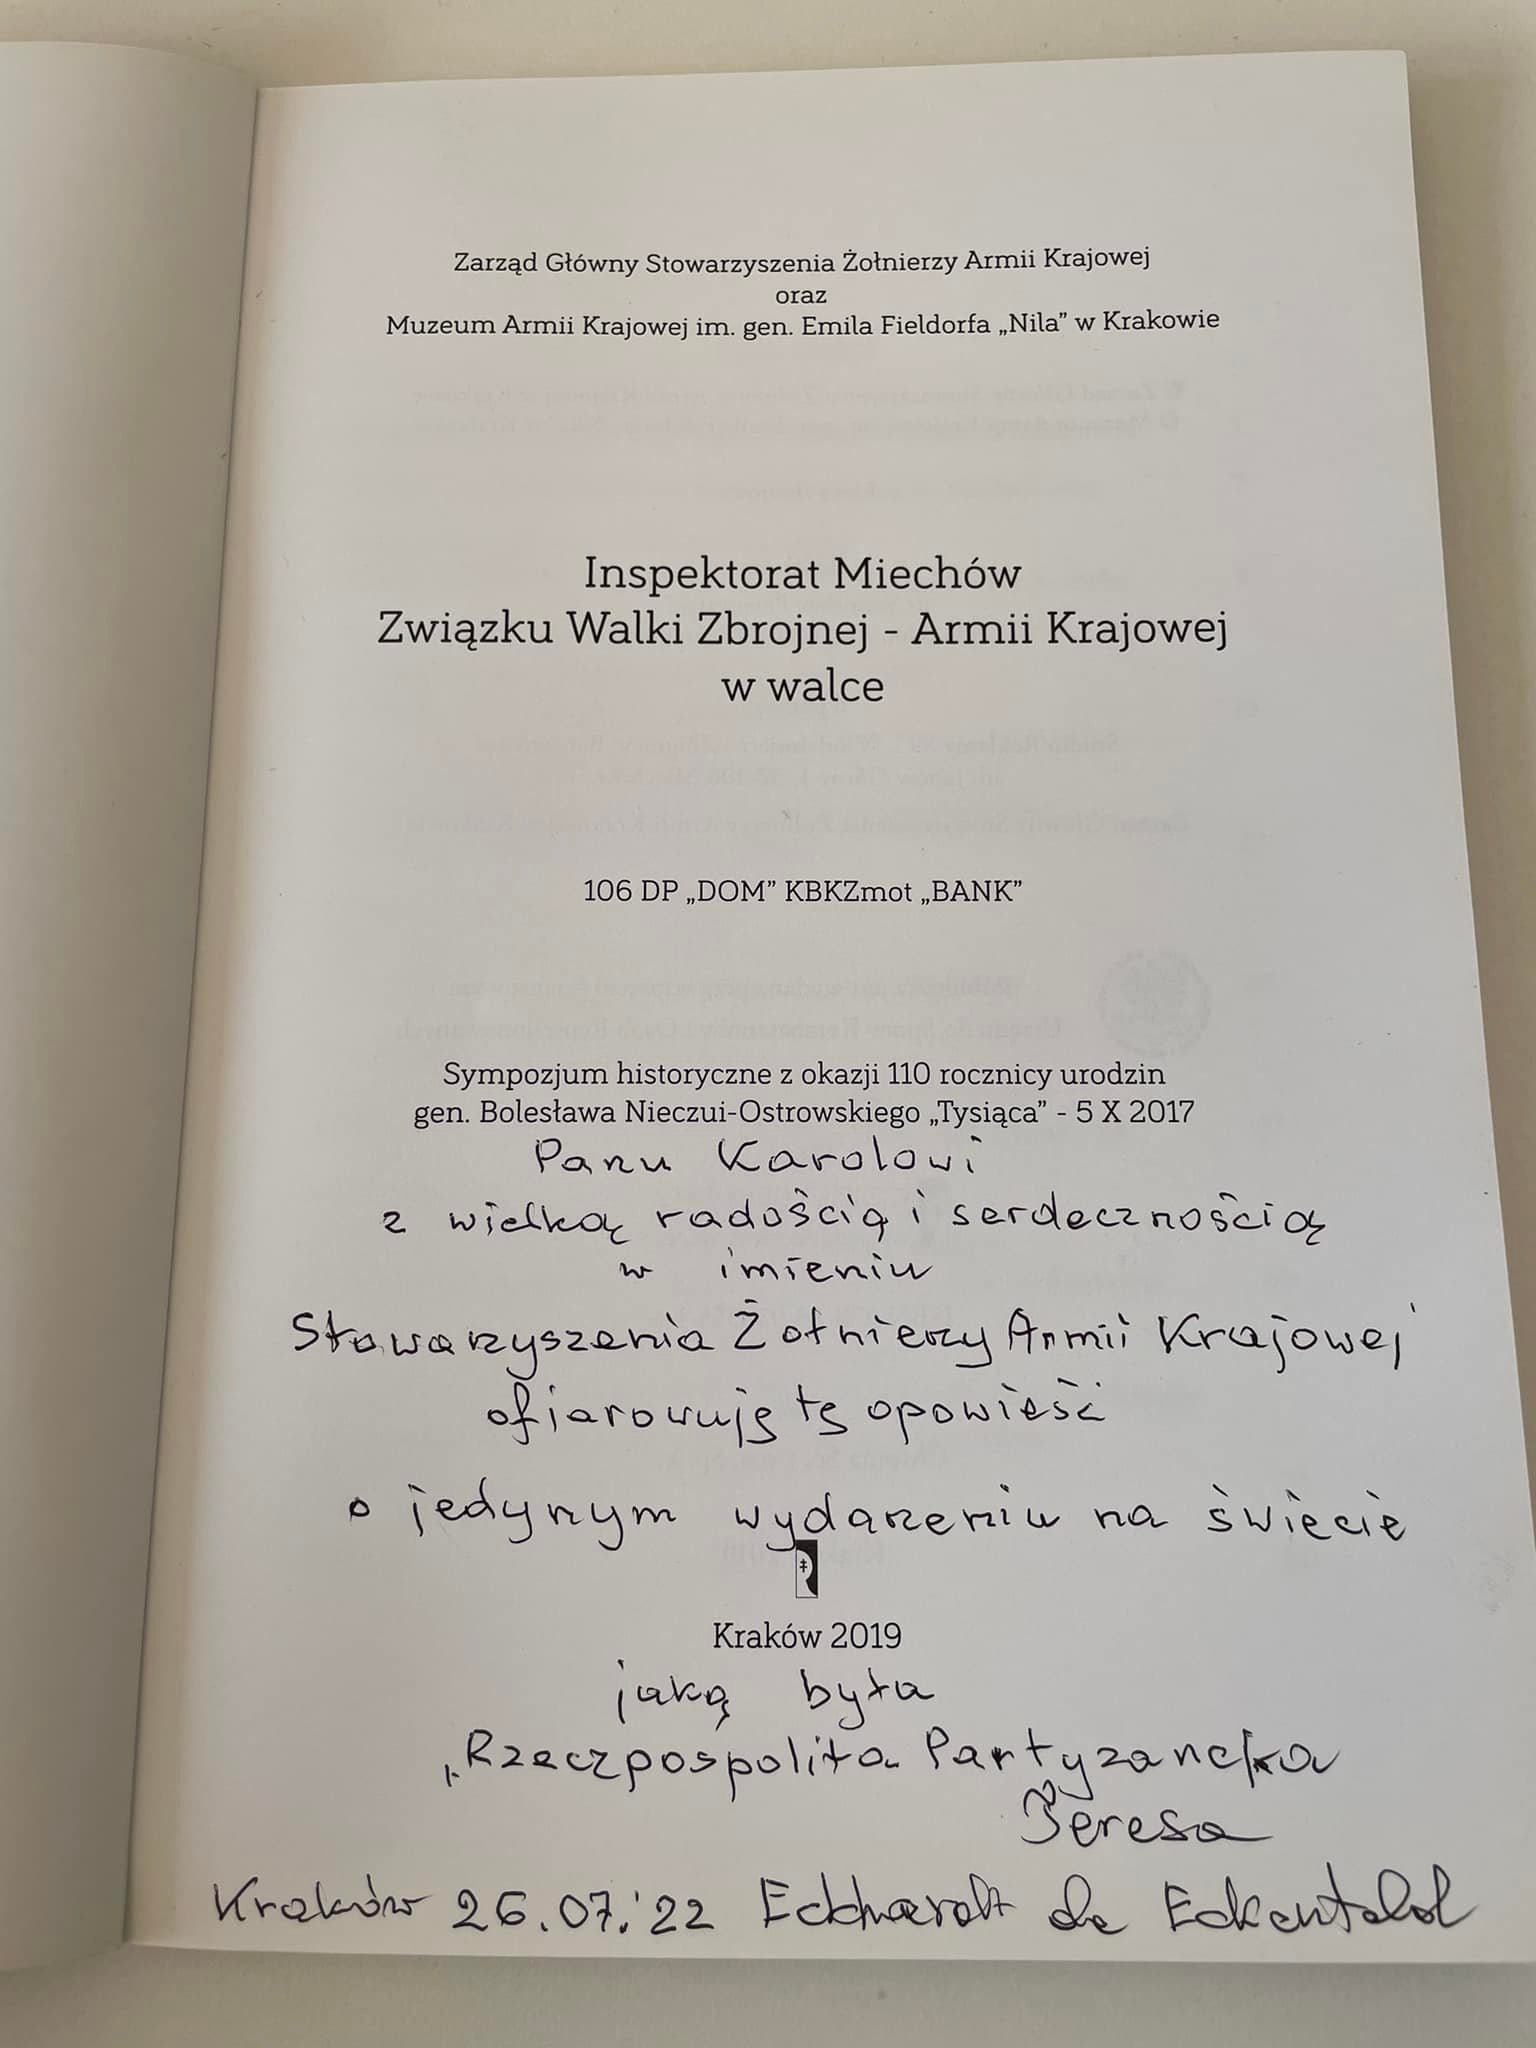 Zarząd Główny Stowarzyszenia Żołnierzy Armii Krajowej
oraz
Muzeum Armii Krajowej im. gen. Emila Fieldorfa „Nila” w Krakowie
Inspektorat Miechów
Związku Walki Zbrojnej - Armii Krajowej
w walce
106 DP „DOM” KBKZmot „BANK”
Sympozjum historyczne z okazji 110 rocznicy urodzin
gen. Bolesława Nieczui-Ostrowskiego „Tysiąca” - 5 X 2017
Panu Karolowi
z wielką radością i serdecznością
w imieniu
Stowarzyszenia Żołnierzy Armii Krajowej
ofiarowuję tę opowieść
o jedynym wydarzeniu na świecie
Kraków 2019
jaką była
„Rzeczpospolita Partyzancka
Teresa
Kraków 26.07.'22 Eckhardt de Eckentalol